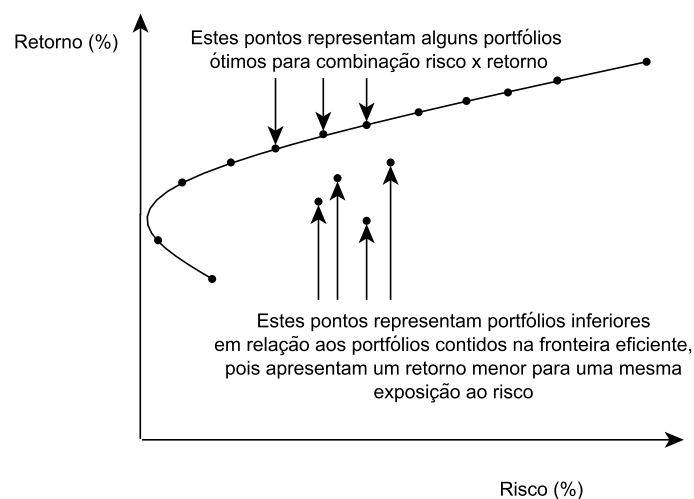 Retorno (%)
Estes pontos representam alguns portfólios
ótimos para combinação risco x retorno
Estes pontos representam portfólios inferiores
em relação aos portfólios contidos na fronteira eficiente,
pois apresentam um retorno menor para uma mesma
exposição ao risco
Risco (%)